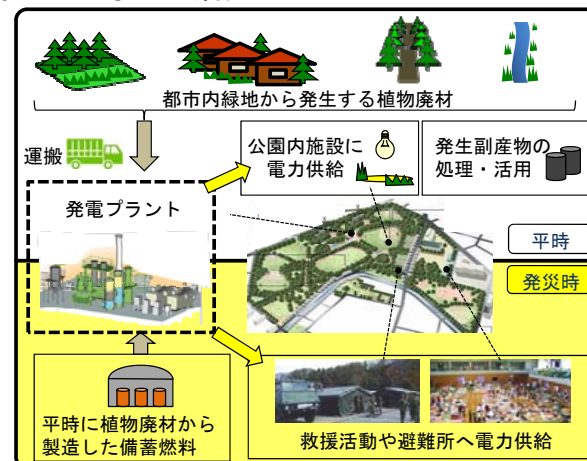 都市内緑地から発生する植物廃材
運搬
公園内施設に
電力供給
発生副産物の
処理・活用
発電プラント
平時
発災時
平時に植物廃材から
製造した備蓄燃料
救援活動や避難所へ電力供給